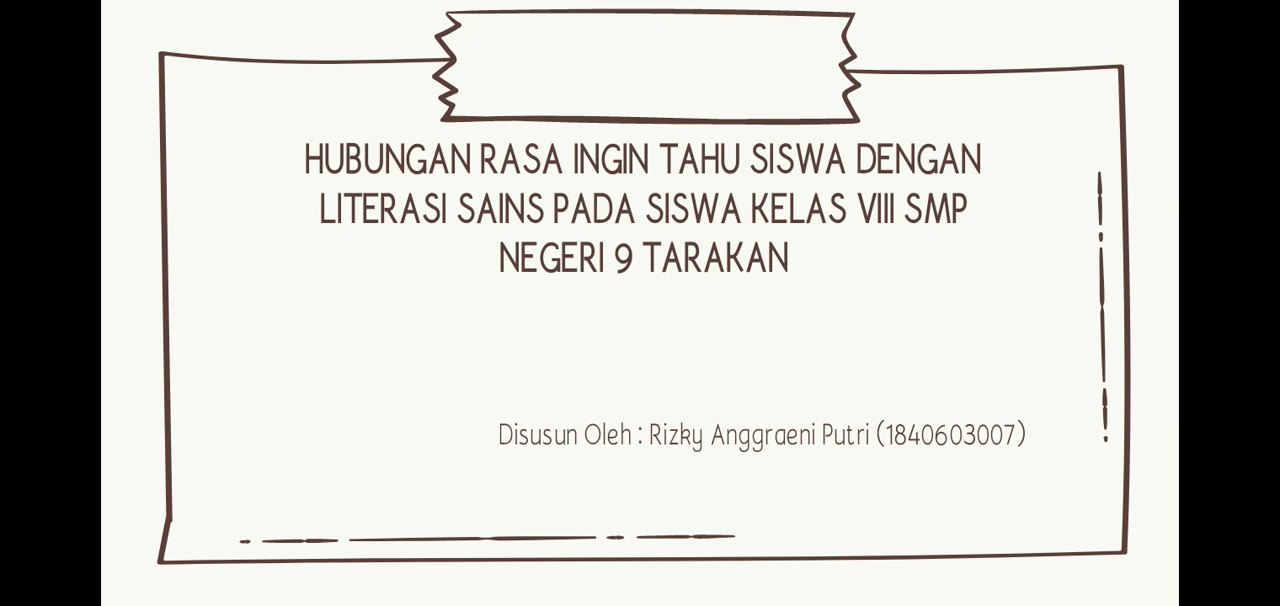 HUBUNGAN RASA INGIN TAHU SISWA DENGAN
LITERASI SAINS PADA SISWA KELAS VIII SMP
NEGERI 9 TARAKAN
Disusun Oleh : Rizky Anggraeni Putri (1840603007)